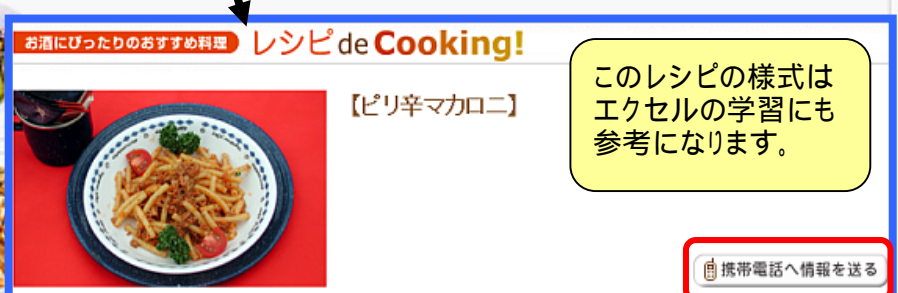 お酒にぴったりのおすすめ料理 レシピ de Cooking!
【ピリ辛マカロニ】
このレシピの様式は
エクセルの学習にも
参考になります。
携帯電話へ情報を送る